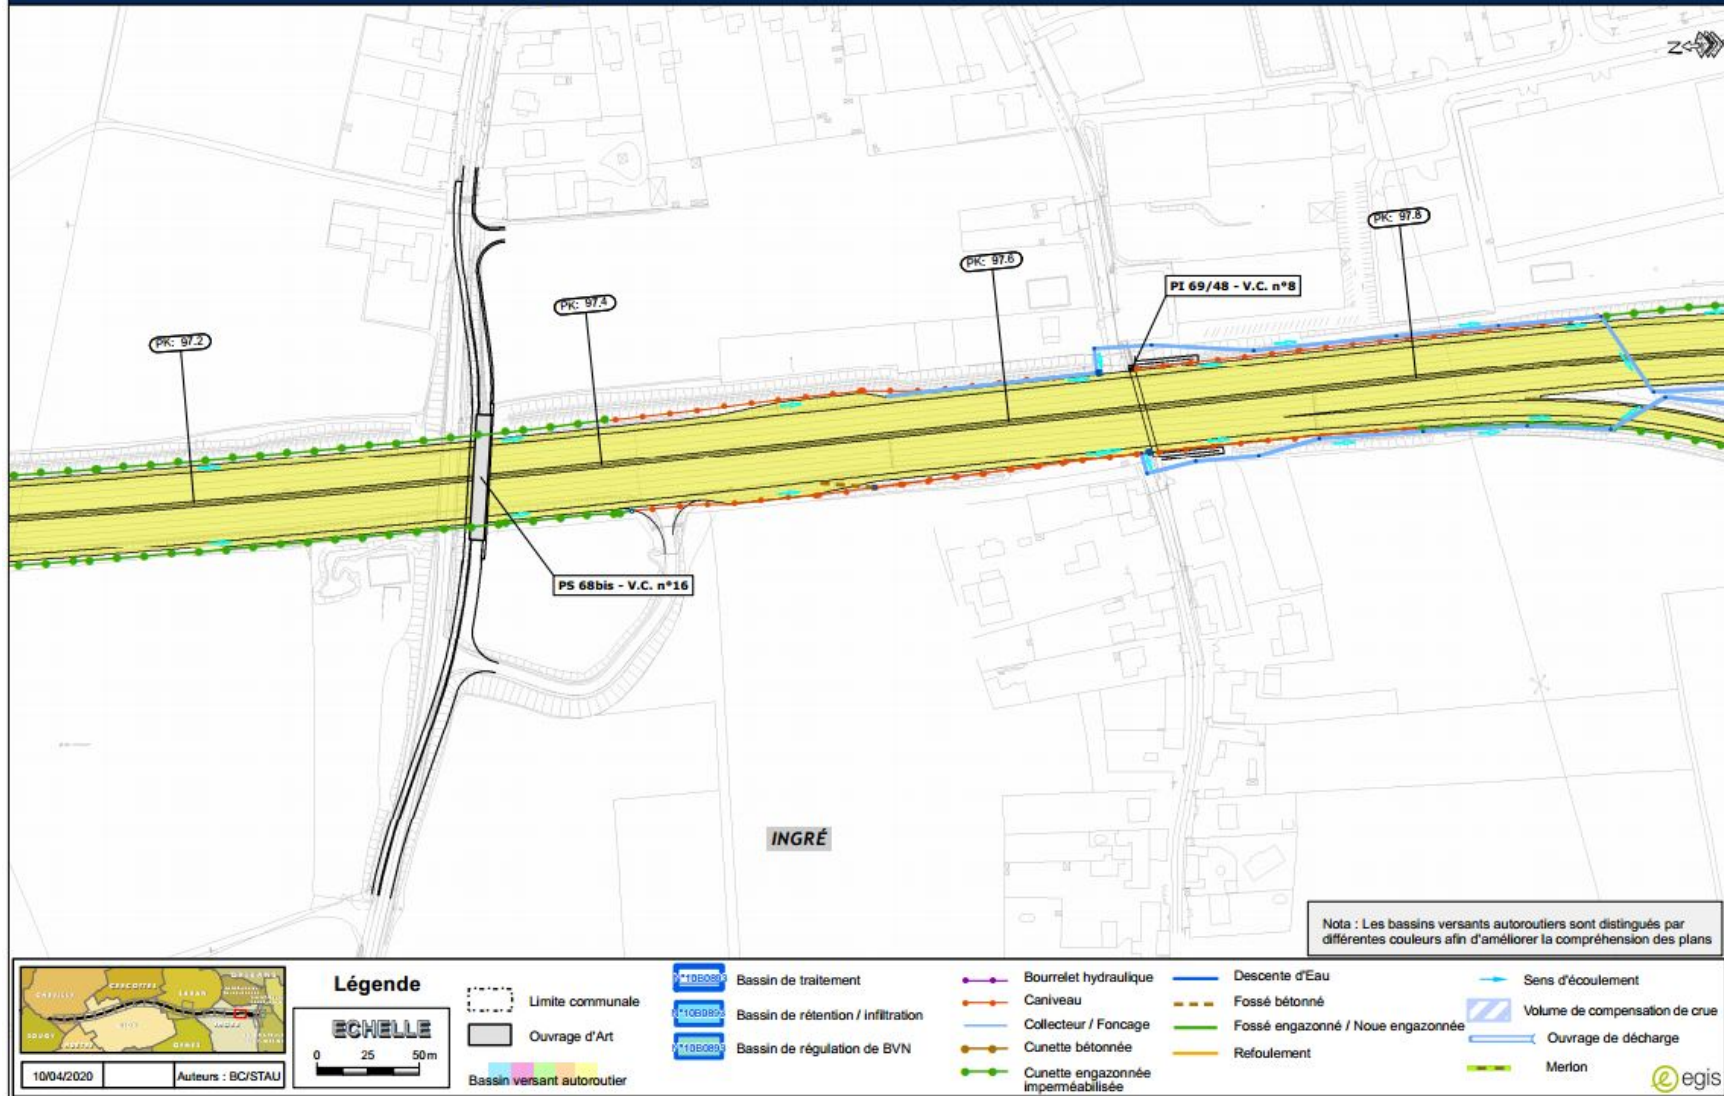 N
PK: 97.2
PK: 97.4
PK: 97.6
PK: 97.8
PI 69/48 - V.C. n°8
PS 68bis - V.C. n°16
INGRÉ
Nota : Les bassins versants autoroutiers sont distingués par
différentes couleurs afin d'améliorer la compréhension des plans
10/04/2020
Auteurs : BC/STAU
Légende
ECHELLE
0 25 50m
Limite communale
Ouvrage d'Art
Bassin versant autoroutier
Bassin de traitement
Bassin de rétention / infiltration
Bassin de régulation de BVN
Bourrelet hydraulique
Caniveau
Collecteur / Foncage
Cunette bétonnée
Cunette engazonnée
imperméabilisée
Descente d'Eau
Fossé bétonné
Fossé engazonné / Noue engazonnée
Refoulement
Sens d'écoulement
Volume de compensation de crue
Ouvrage de décharge
Merlon
egis